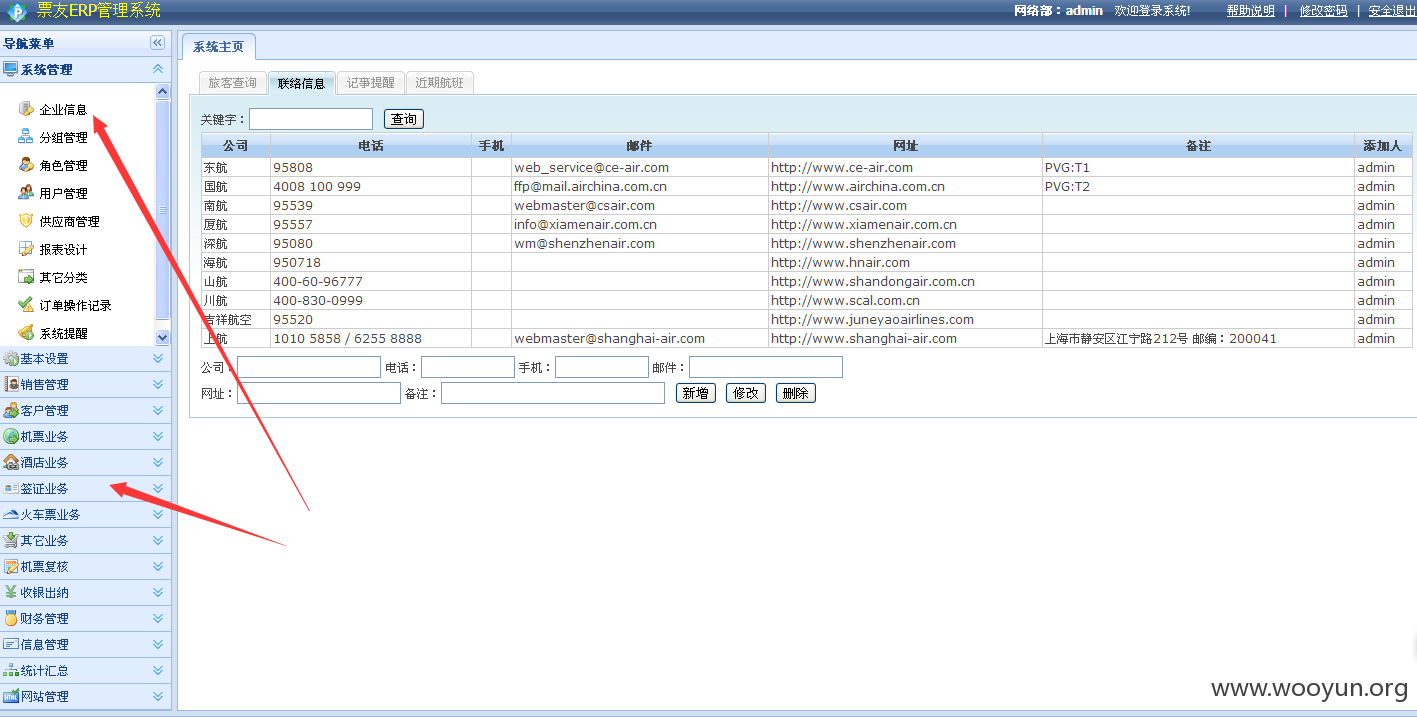 票友ERP管理系统
网络部：admin 欢迎登录系统! 帮助说明 | 修改密码 | 安全退出
导航菜单
系统管理
企业信息
分组管理
角色管理
用户管理
供应商管理
报表设计
其它分类
订单操作记录
系统提醒
基本设置
销售管理
客户管理
机票业务
酒店业务
签证业务
火车票业务
其它业务
机票复核
收银出纳
财务管理
信息管理
统计汇总
网站管理
系统主页
旅客查询 联络信息 记事提醒 近期航班
关键字： 查询
公司 电话 手机 邮件 网址 备注 添加人
东航 95808 web_service@ce-air.com http://www.ce-air.com PVG:T1 admin
国航 4008 100 999 ffp@mail.airchina.com.cn http://www.airchina.com.cn PVG:T2 admin
南航 95539 webmaster@csair.com http://www.csair.com admin
厦航 95557 info@xiamenair.com.cn http://www.xiamenair.com.cn admin
深航 95080 wm@shenzhenair.com http://www.shenzhenair.com admin
海航 950718 http://www.hnair.com admin
山航 400-60-96777 http://www.shandongair.com.cn admin
川航 400-830-0999 http://www.scal.com.cn admin
吉祥航空 95520 http://www.juneyaoairlines.com admin
上航 1010 5858 / 6255 8888 webmaster@shanghai-air.com http://www.shanghai-air.com 上海市静安区江宁路212号 邮编：200041 admin
公司： 电话： 手机： 邮件：
网址： 备注： 新增 修改 删除
www.wooyun.org